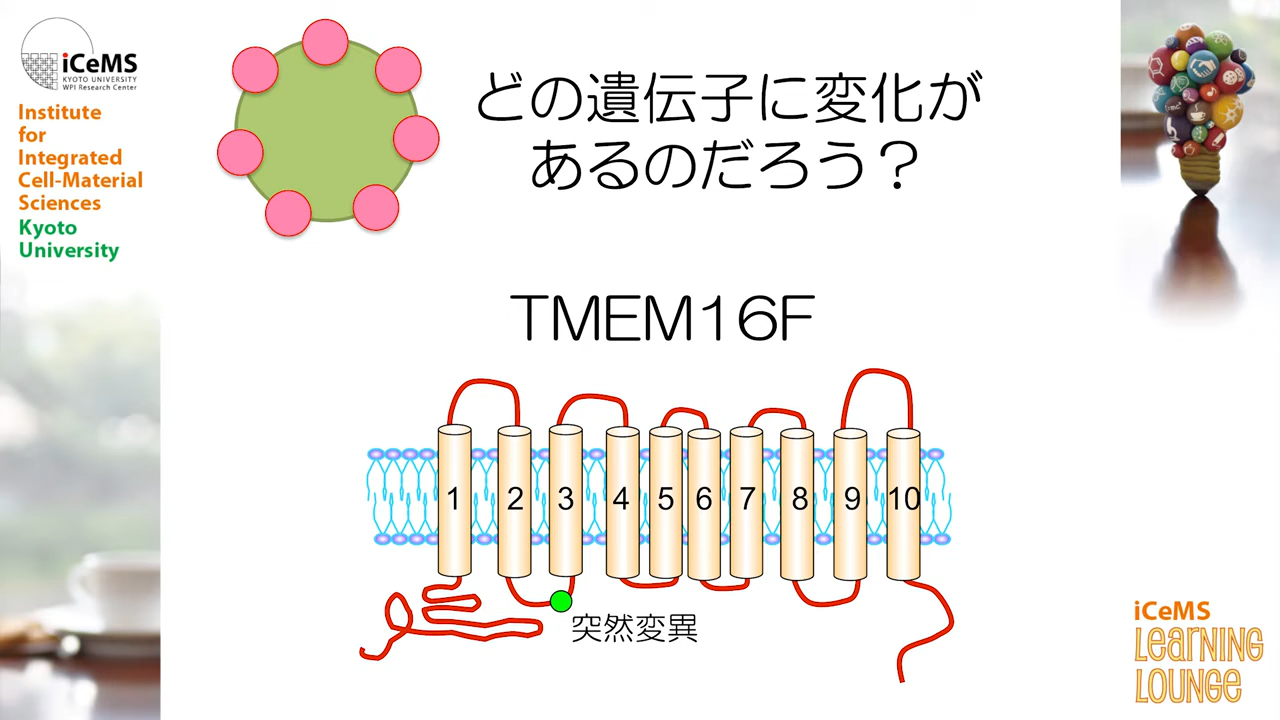 iCeMS
KYOTO UNIVERSITY
WPI Research Center
Institute
for
Integrated
Cell-Material
Sciences
Kyoto
University
どの遺伝子に変化が
あるのだろう？
TMEM16F
1 2 3 4 5 6 7 8 9 10
突然変異
iCeMS
LEARNING
LOUNGE